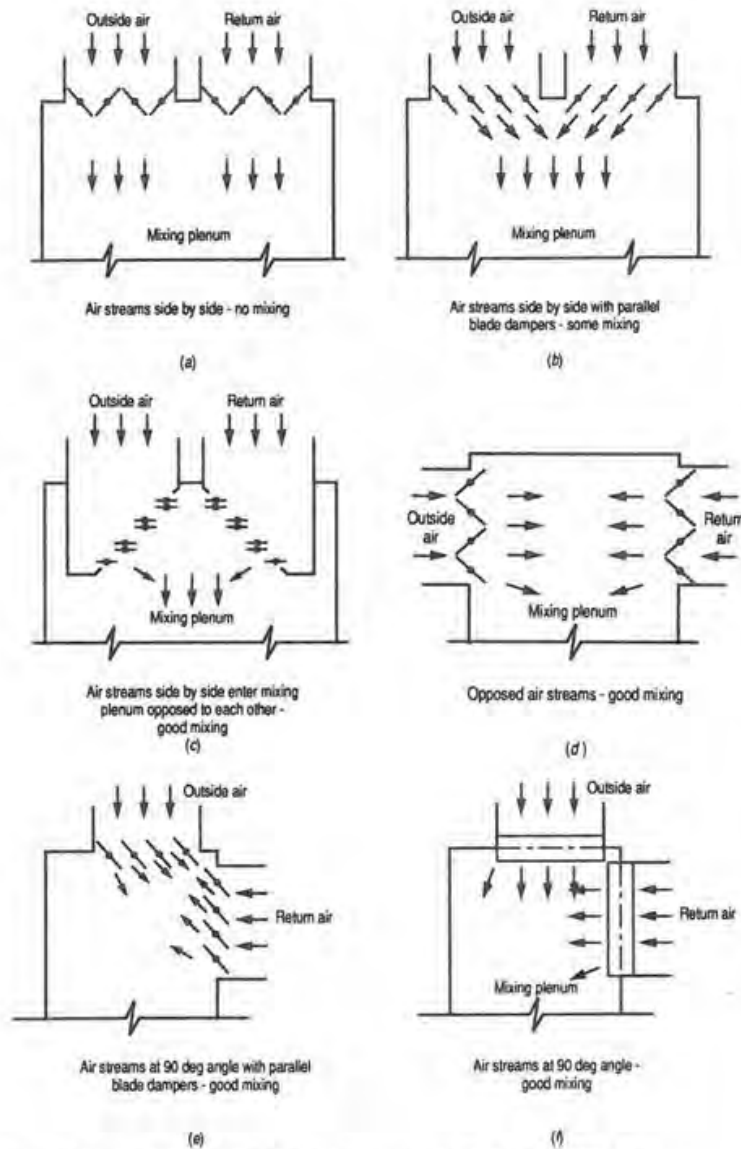 Outside air Return air
Mixing plenum
Air streams side by side - no mixing
(a)
Outside air Return air
Mixing plenum
Air streams side by side with parallel
blade dampers - some mixing
(b)
Outside air Return air
Mixing plenum
Air streams side by side enter mixing
plenum opposed to each other -
good mixing
(c)
Outside
air
Return
air
Mixing plenum
Opposed air streams - good mixing
(d)
Outside air
Return air
Air streams at 90 deg angle with parallel
blade dampers - good mixing
(e)
Outside air
Return air
Mixing plenum
Air streams at 90 deg angle -
good mixing
(f)